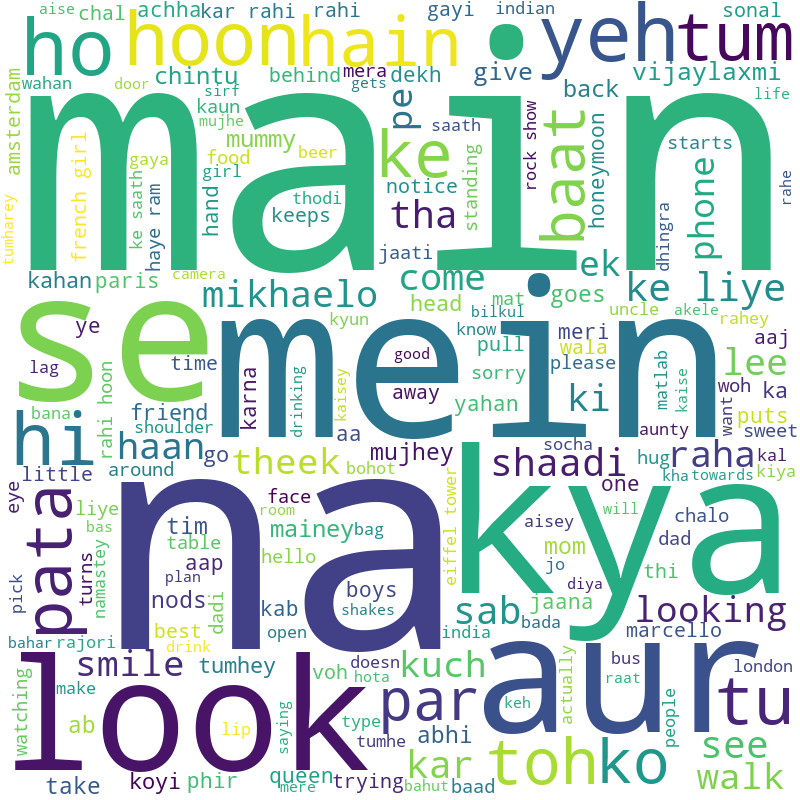 aise chal achha kar rahi rahi gayi indian sonal
ho hoon hain yeh tum
wahan chintu sirf behind mera gets dekh give back vijaylaxmi
amsterdam kaun mujhe door pe saath rock show life
main
mummy ke baat starts
french girl gaya food beer girl notice standing honeymoon phone rahe
tumharey ke saath haye ram hand thodi keeps tha jaati dhingra
kahan paris camera come ek
mikhaelo goes ke liye
se mein
ye kyun head mat bilkul uncle akele rahey
lag time karna know pull meri aaj
good please wala lee
drinking kaisey away sorry matlab kaise woh ka
hi bana rahi hoon friend aa yahan ki want puts
shoulder haan go socha aunty sweet
little around theek mujhey shaadi hug raha kal
bohot kha towards kiya
na kya
eye pata liye face one
bas tim room mainey bag eiffel tower aisey will chalo
pick turns namastey table hello mom dad
plan aap boys jo thi
nods dadi kab shakes diya
best open sab jaana looking
bahar rajori drink india bada marcello
look aur
smile tumhey voh doesn kuch bus london
watching make hota par actually raat tu
ab lip saying type abhi keh people
tumhe kar toh ko see
take koyi phir queen mere trying bahut baad walk